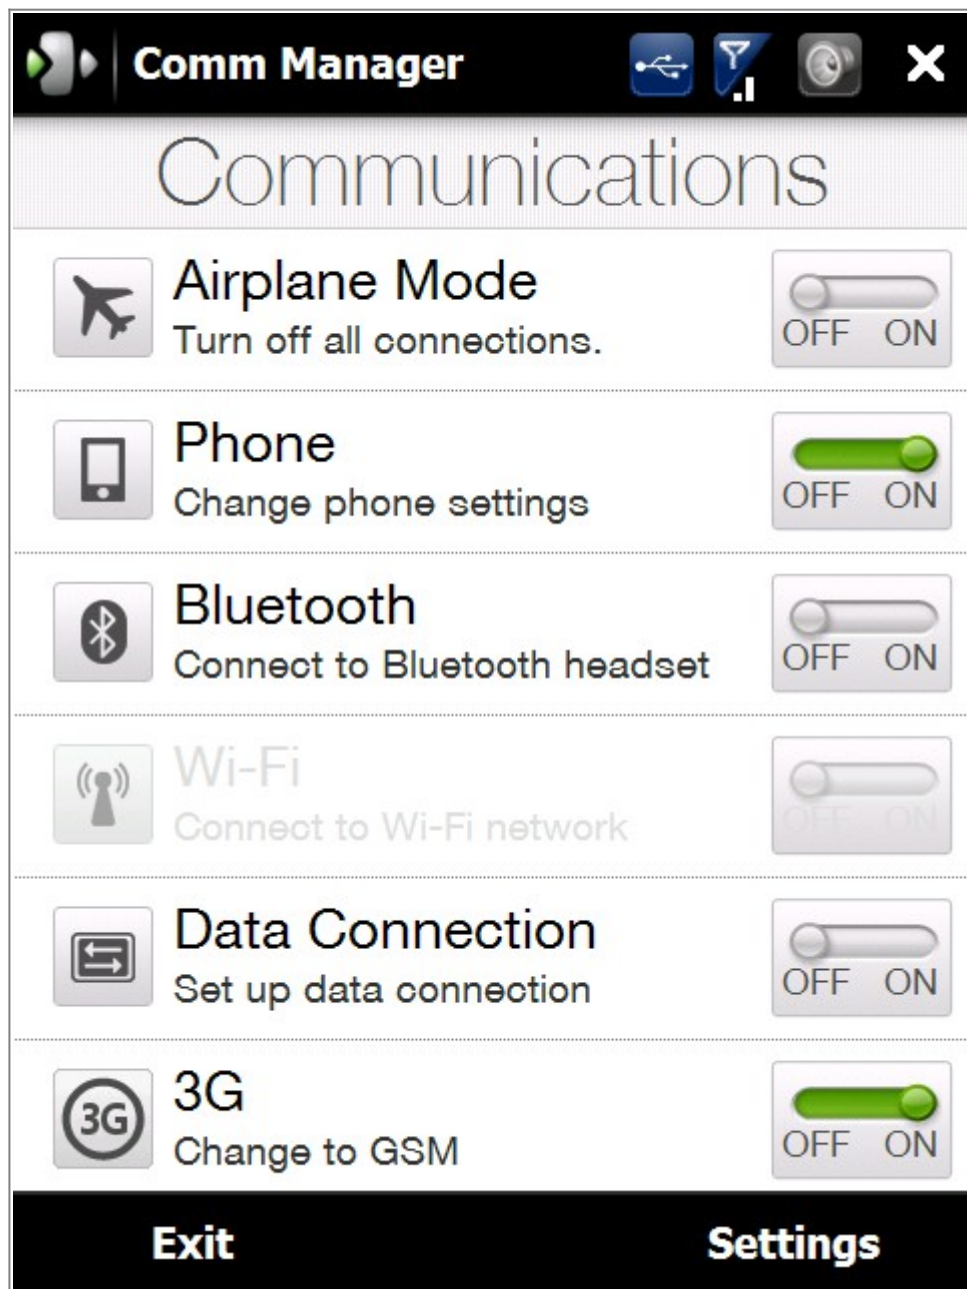 Comm Manager
Communications
Airplane Mode
Turn off all connections.
OFF ON
Phone
Change phone settings
OFF ON
Bluetooth
Connect to Bluetooth headset
OFF ON
Wi-Fi
Connect to Wi-Fi network
OFF ON
Data Connection
Set up data connection
OFF ON
3G
3G
Change to GSM
OFF ON
Exit Settings